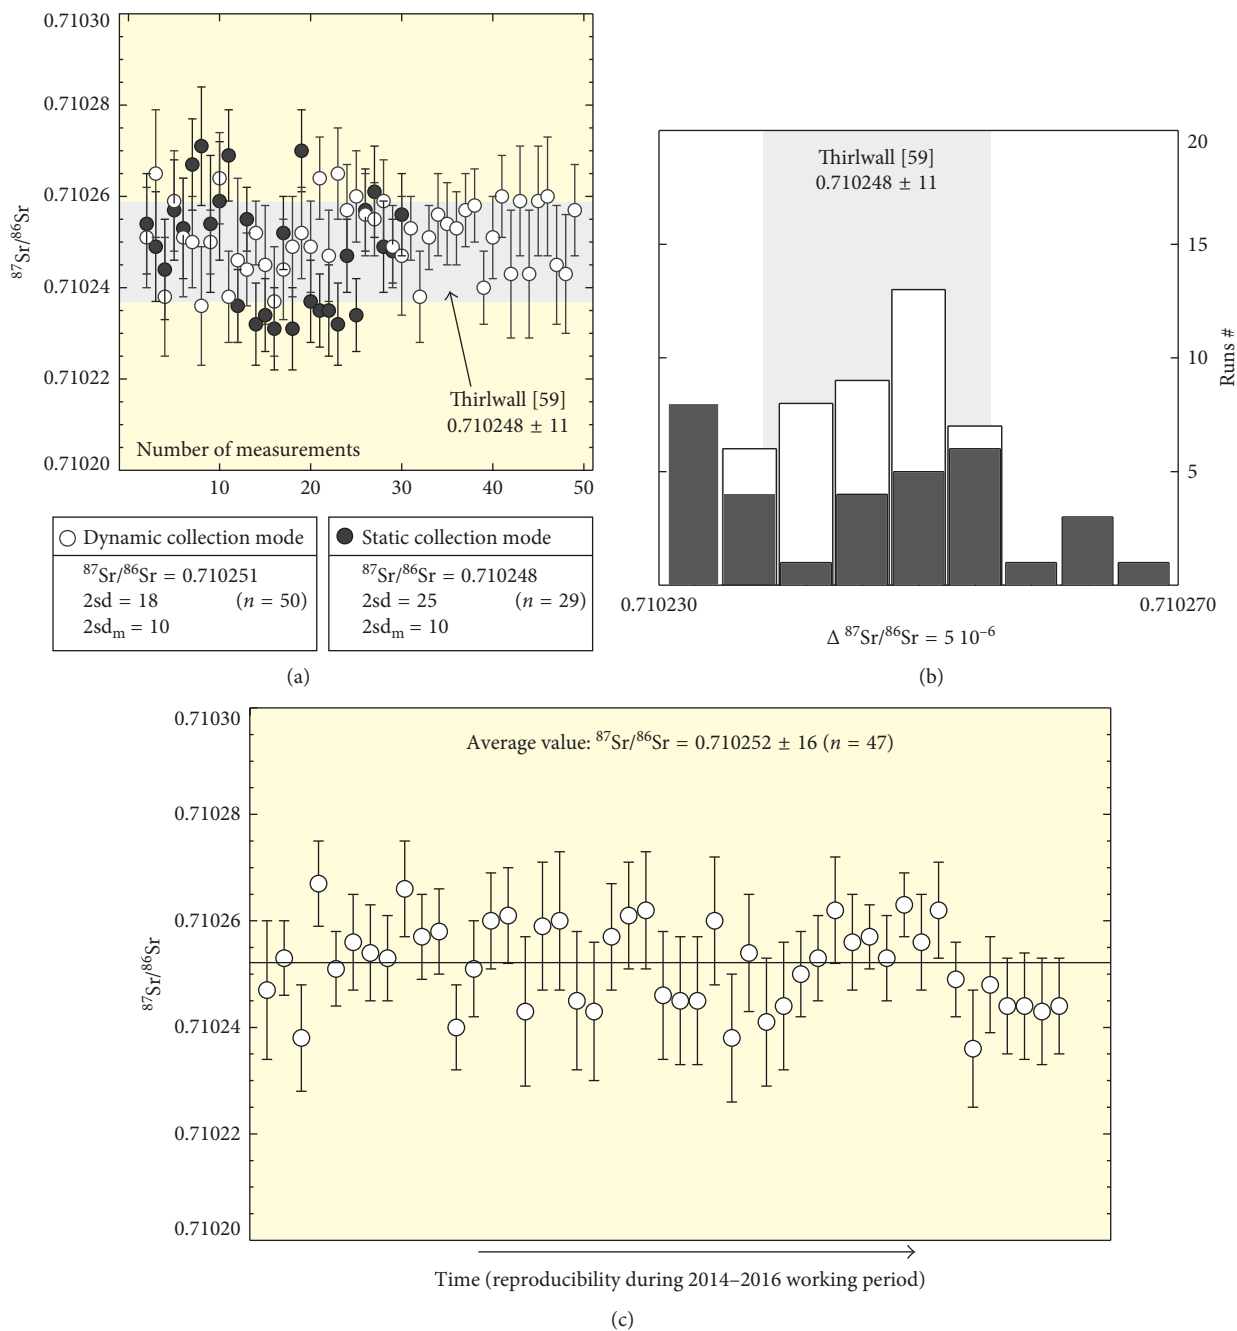 0.71030
0.71028
0.71026
0.71024
0.71022
0.71020
⁸⁷Sr/⁸⁶Sr
Thirlwall [59]
0.710248 ± 11
Number of measurements
10 20 30 40 50
Dynamic collection mode
⁸⁷Sr/⁸⁶Sr = 0.710251
2sd = 18 (n = 50)
2sdₘ = 10
Static collection mode
⁸⁷Sr/⁸⁶Sr = 0.710248
2sd = 25 (n = 29)
2sdₘ = 10
(a)
Thirlwall [59]
0.710248 ± 11
20
15
10
5
Runs #
0.710230 0.710270
Δ ⁸⁷Sr/⁸⁶Sr = 5 10⁻⁶
(b)
0.71030
0.71028
0.71026
0.71024
0.71022
0.71020
⁸⁷Sr/⁸⁶Sr
Average value: ⁸⁷Sr/⁸⁶Sr = 0.710252 ± 16 (n = 47)
Time (reproducibility during 2014–2016 working period)
(c)